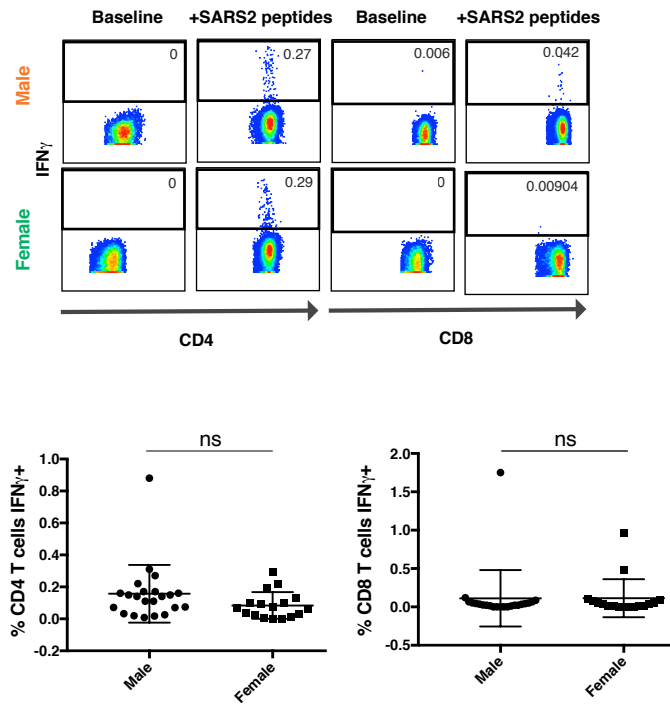 Baseline +SARS2 peptides Baseline +SARS2 peptides
Male
Female
IFNγ
0
0.27
0.006
0.042
0
0.29
0
0.00904
CD4
CD8
ns
% CD4 T cells IFNγ+
1.0
0.8
0.6
0.4
0.2
0.0
-0.2
Male
Female
ns
% CD8 T cells IFNγ+
2.0
1.5
1.0
0.5
0.0
-0.5
Male
Female